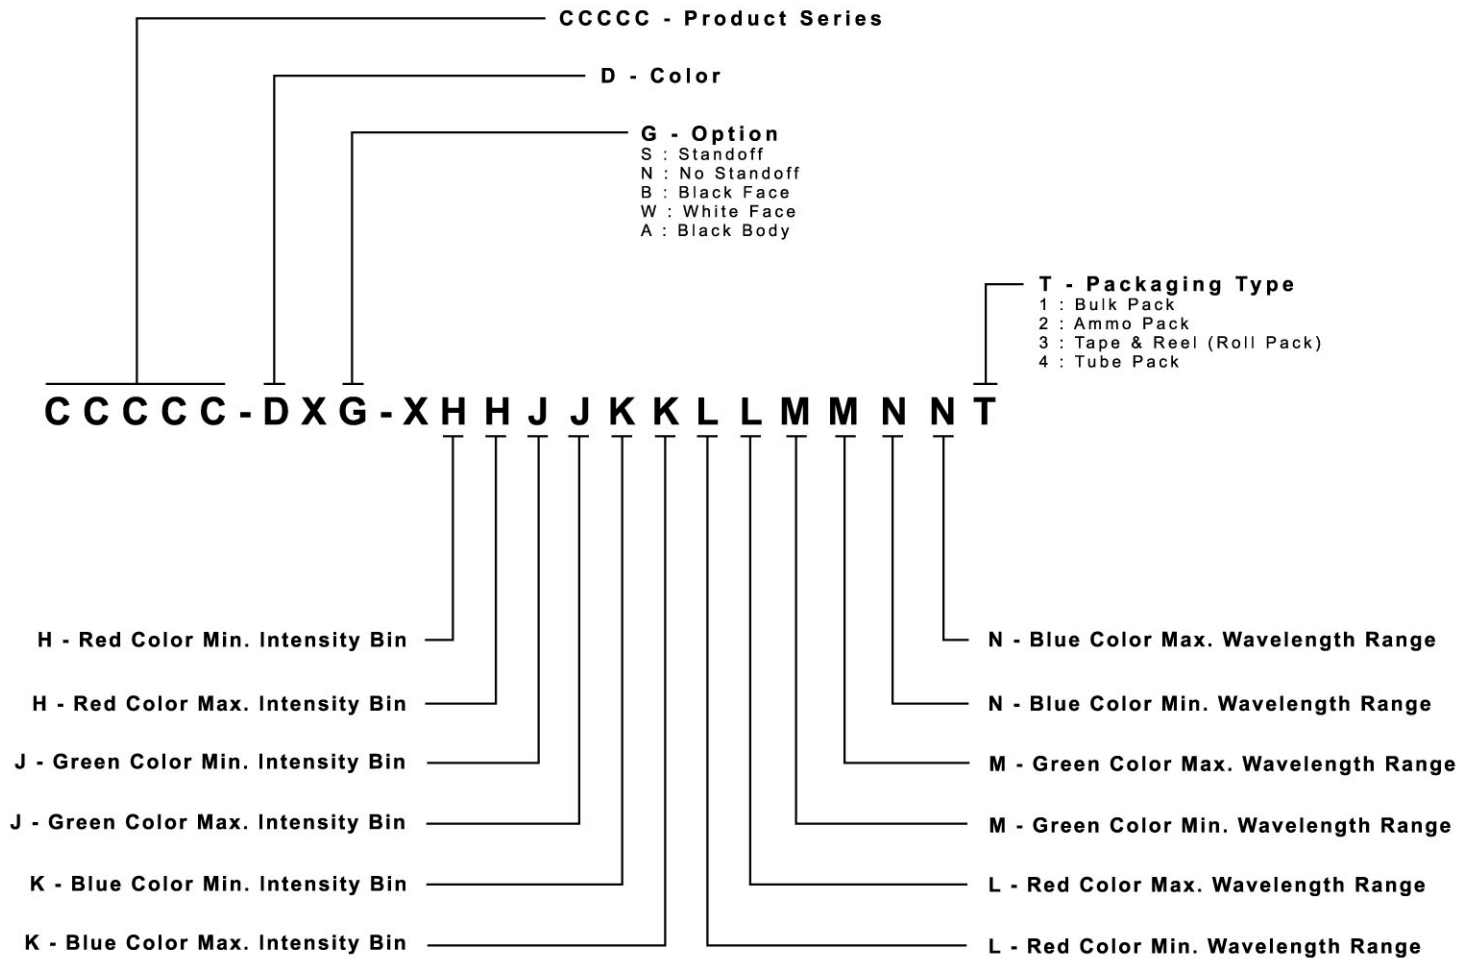 CCCCC - Product Series
D - Color
G - Option
S : Standoff
N : No Standoff
B : Black Face
W : White Face
A : Black Body
T - Packaging Type
1 : Bulk Pack
2 : Ammo Pack
3 : Tape & Reel (Roll Pack)
4 : Tube Pack
C C C C C - D X G - X H H J J K K L L M M N N T
H - Red Color Min. Intensity Bin
N - Blue Color Max. Wavelength Range
H - Red Color Max. Intensity Bin
N - Blue Color Min. Wavelength Range
J - Green Color Min. Intensity Bin
M - Green Color Max. Wavelength Range
J - Green Color Max. Intensity Bin
M - Green Color Min. Wavelength Range
K - Blue Color Min. Intensity Bin
L - Red Color Max. Wavelength Range
K - Blue Color Max. Intensity Bin
L - Red Color Min. Wavelength Range